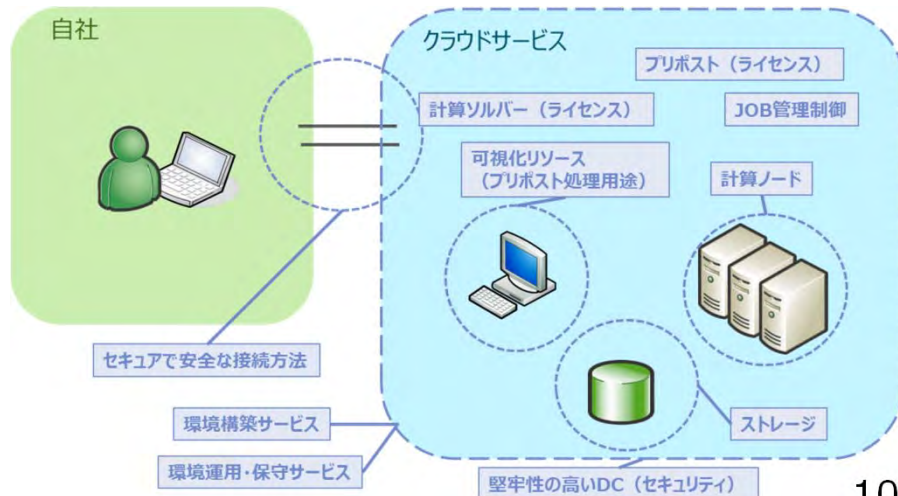 自社
クラウドサービス
プリポスト（ライセンス）
計算ソルバー（ライセンス）
JOB管理制御
可視化リソース
（プリポスト処理用途）
計算ノード
セキュアで安全な接続方法
環境構築サービス
ストレージ
環境運用・保守サービス
堅牢性の高いDC（セキュリティ）
10